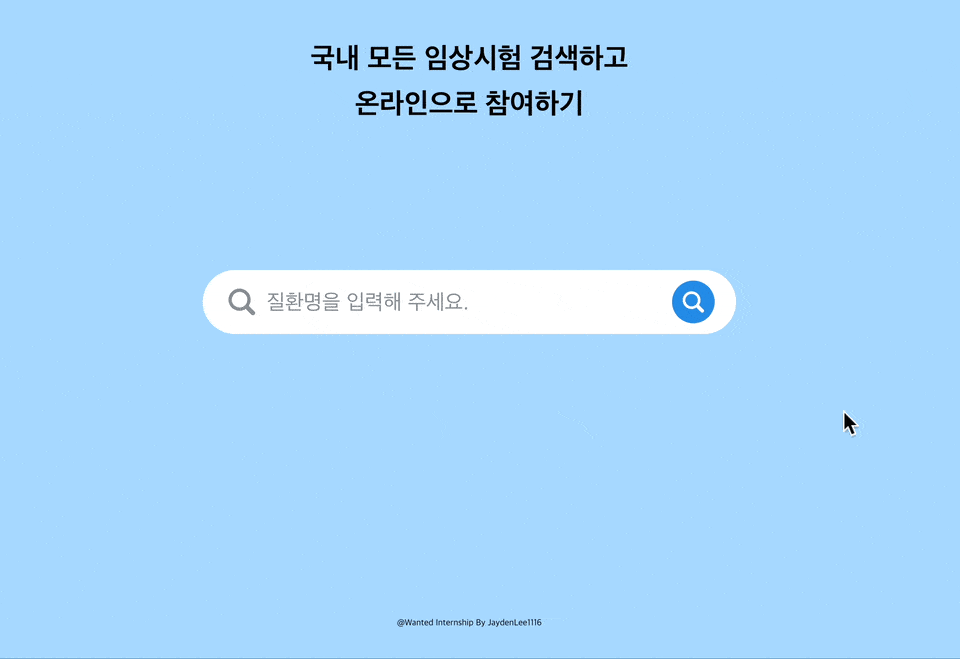 국내 모든 임상시험 검색하고
온라인으로 참여하기
질환명을 입력해 주세요.
@Wanted Internship By JaydenLee1116